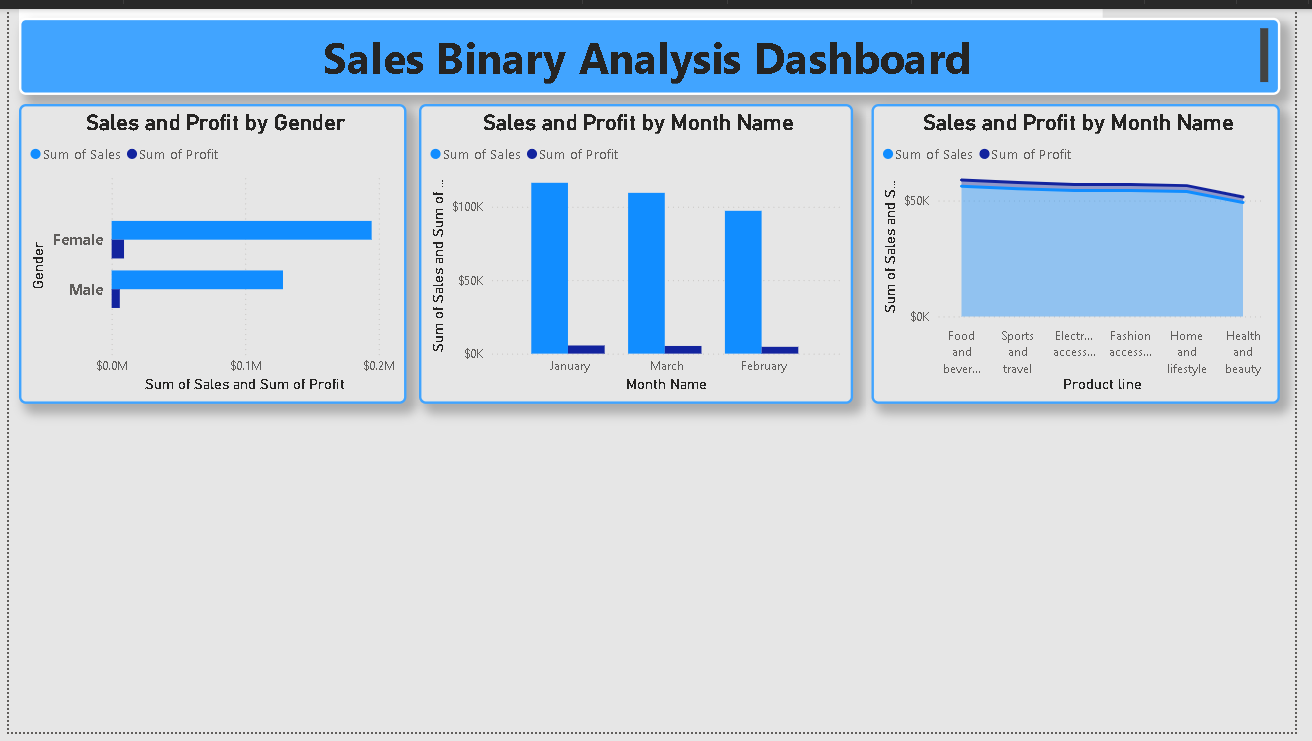 Sales Binary Analysis Dashboard
Sales and Profit by Gender
Sum of Sales Sum of Profit
Gender
Female
Male
$0.0M $0.1M $0.2M
Sum of Sales and Sum of Profit
Sales and Profit by Month Name
Sum of Sales Sum of Profit
Sum of Sales and Sum of ...
$100K
$50K
$0K
January March February
Month Name
Sales and Profit by Month Name
Sum of Sales Sum of Profit
Sum of Sales and S...
$50K
$0K
Food Sports Electr... Fashion Home Health
and and access... access... and and
bever... travel lifestyle beauty
Product line